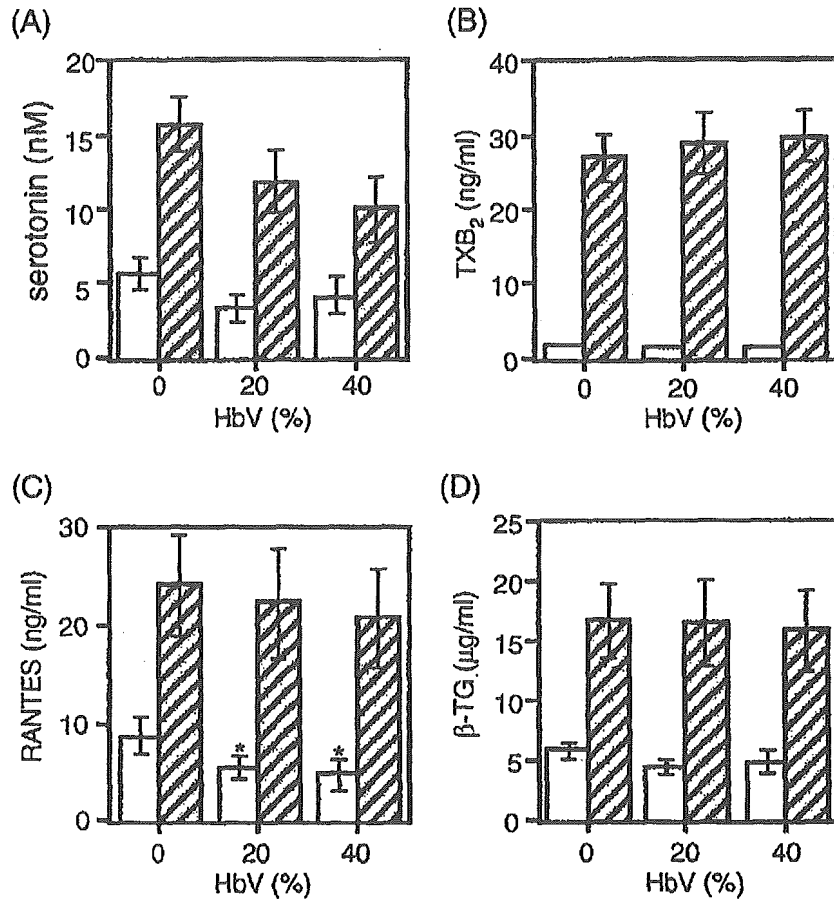 (A)
serotonin (nM)
20
15
10
5
0
0 20 40
HbV (%)
(B)
TXB2 (ng/ml)
40
30
20
10
0
0 20 40
HbV (%)
(C)
RANTES (ng/ml)
30
20
10
0
* *
0 20 40
HbV (%)
(D)
β-TG (μg/ml)
25
20
15
10
5
0
0 20 40
HbV (%)